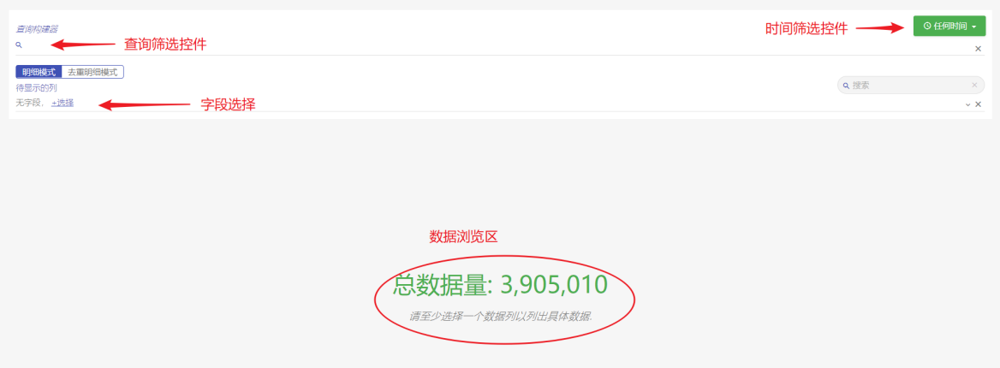 查询构建器
查询筛选控件
时间筛选控件
任何时间
明细模式 去重明细模式
待显示的列
搜索
无字段， +选择
字段选择
数据浏览区
总数据量: 3,905,010
请至少选择一个数据列以列出具体数据.